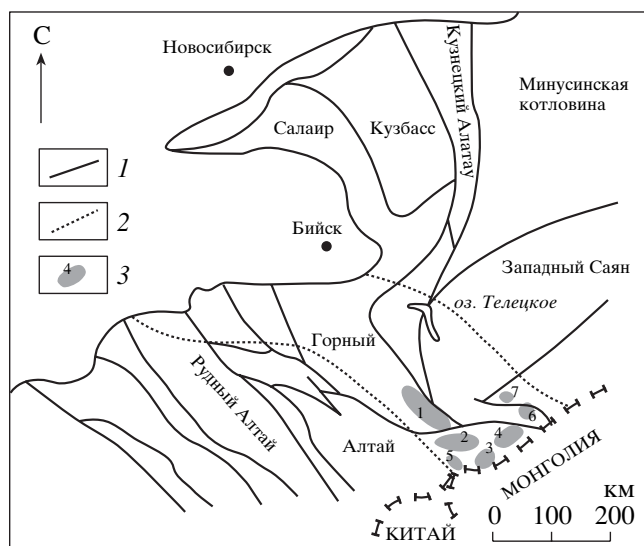 С
Новосибирск
Кузнецкий Алатау
Минусинская
котловина
Салаир
Кузбасс
1
2
4
3
Бийск
Западный Саян
оз. Телецкое
Горный
Рудный Алтай
Алтай
1
2
3
4
5
6
7
МОНГОЛИЯ
КИТАЙ
км
0 100 200